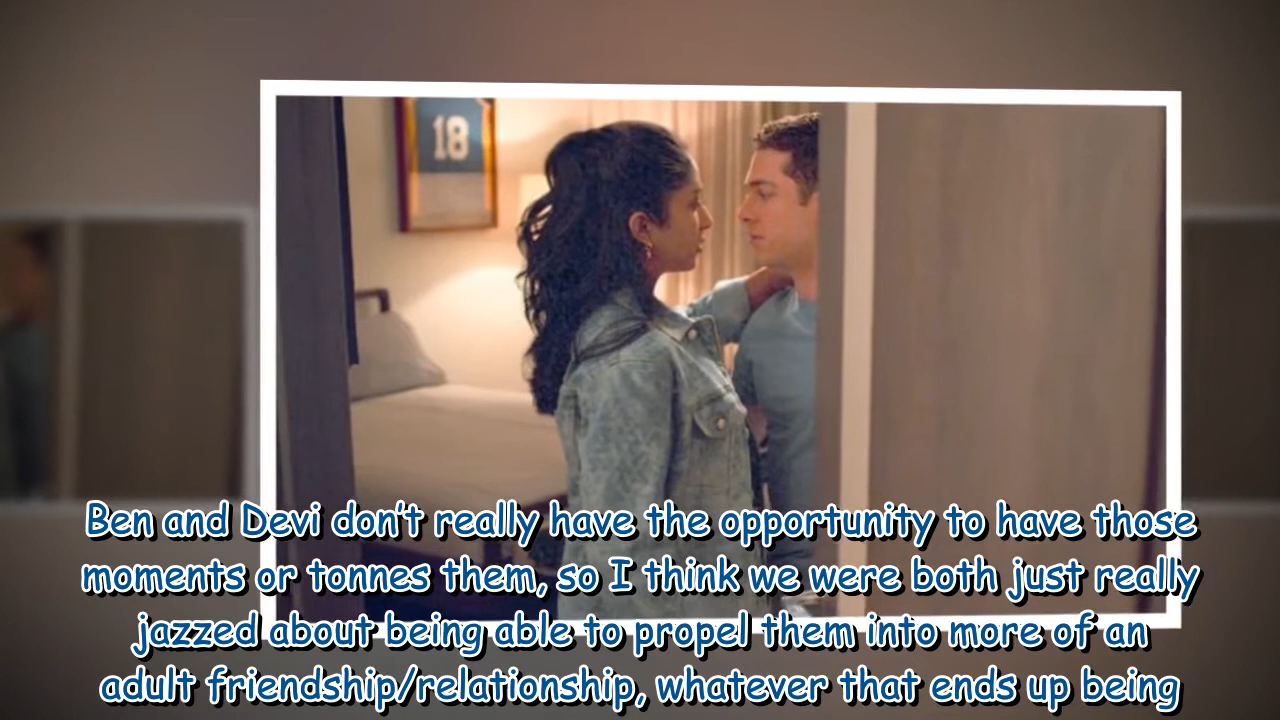 18
Ben and Devi don't really have the opportunity to have those
moments or tonnes them, so I think we were both just really
jazzed about being able to propel them into more of an
adult friendship/relationship, whatever that ends up being